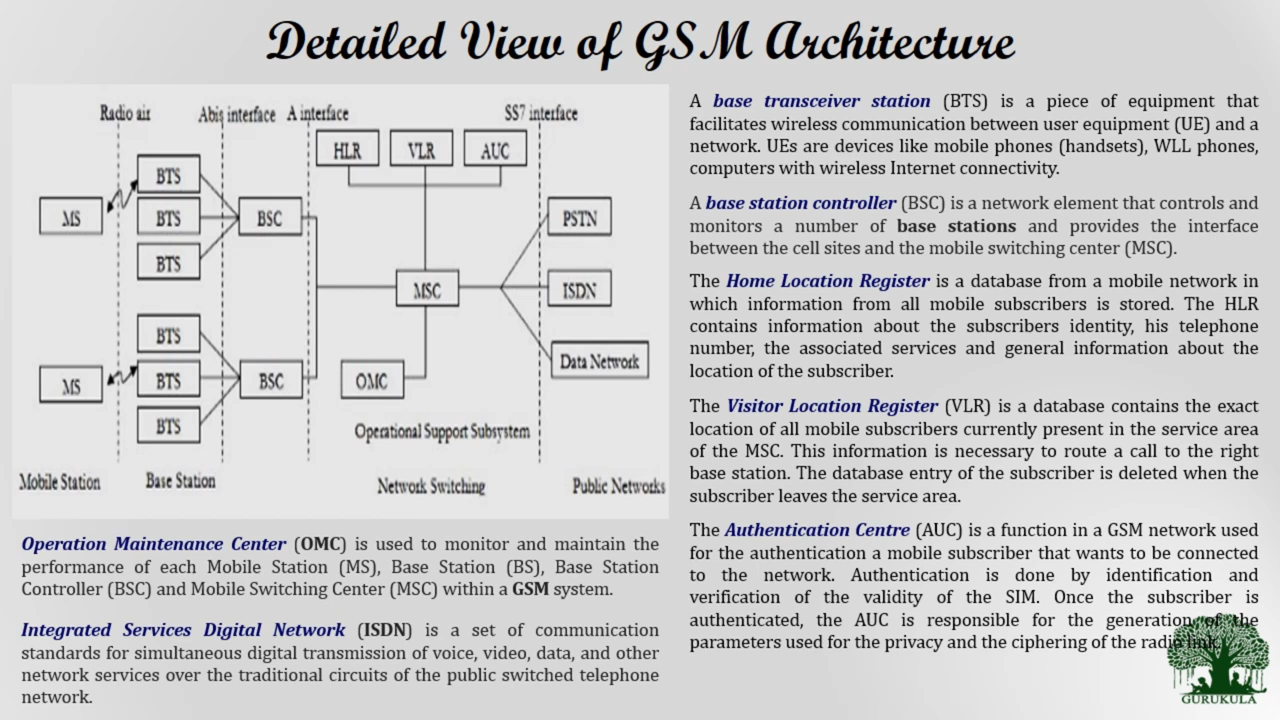 Detailed View of GSM Architecture
Radio air
Abis interface
A interface
SS7 interface
HLR
VLR
AUC
BTS
MS
BTS
BSC
PSTN
BTS
MSC
ISDN
BTS
Data Network
MS
BTS
BSC
OMC
BTS
Operational Support Subsystem
Mobile Station
Base Station
Network Switching
Public Networks
Operation Maintenance Center (OMC) is used to monitor and maintain the
performance of each Mobile Station (MS), Base Station (BS), Base Station
Controller (BSC) and Mobile Switching Center (MSC) within a GSM system.
Integrated Services Digital Network (ISDN) is a set of communication
standards for simultaneous digital transmission of voice, video, data, and other
network services over the traditional circuits of the public switched telephone
network.
A base transceiver station (BTS) is a piece of equipment that
facilitates wireless communication between user equipment (UE) and a
network. UEs are devices like mobile phones (handsets), WLL phones,
computers with wireless Internet connectivity.
A base station controller (BSC) is a network element that controls and
monitors a number of base stations and provides the interface
between the cell sites and the mobile switching center (MSC).
The Home Location Register is a database from a mobile network in
which information from all mobile subscribers is stored. The HLR
contains information about the subscribers identity, his telephone
number, the associated services and general information about the
location of the subscriber.
The Visitor Location Register (VLR) is a database contains the exact
location of all mobile subscribers currently present in the service area
of the MSC. This information is necessary to route a call to the right
base station. The database entry of the subscriber is deleted when the
subscriber leaves the service area.
The Authentication Centre (AUC) is a function in a GSM network used
for the authentication a mobile subscriber that wants to be connected
to the network. Authentication is done by identification and
verification of the validity of the SIM. Once the subscriber is
authenticated, the AUC is responsible for the generation of the
parameters used for the privacy and the ciphering of the radio link.
GURUKULA